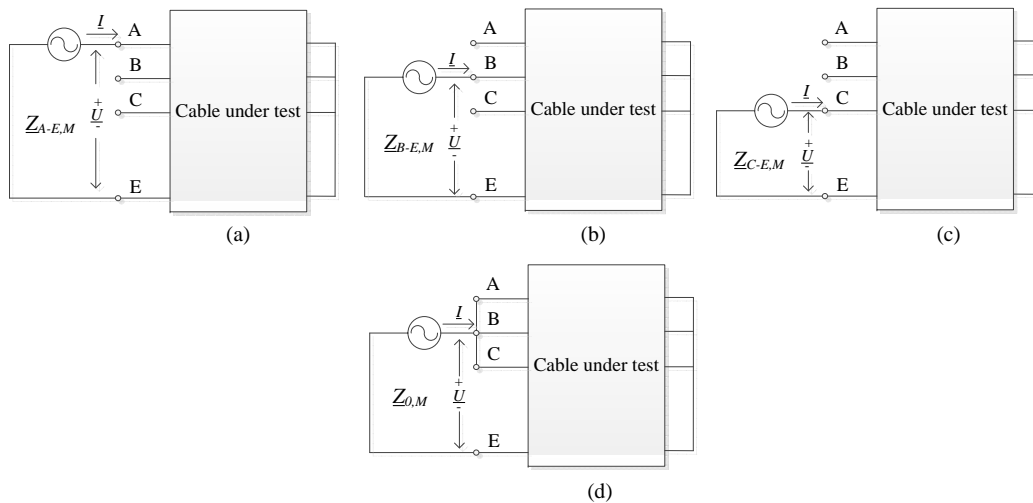 I
A
B
C
+
U
-
Z_A-E,M
E
Cable under test
(a)
A
I
B
C
+
U
-
Z_B-E,M
E
Cable under test
(b)
A
B
I
C
+
U
-
Z_C-E,M
E
Cable under test
(c)
A
I
B
C
+
U
-
Z_0,M
E
Cable under test
(d)